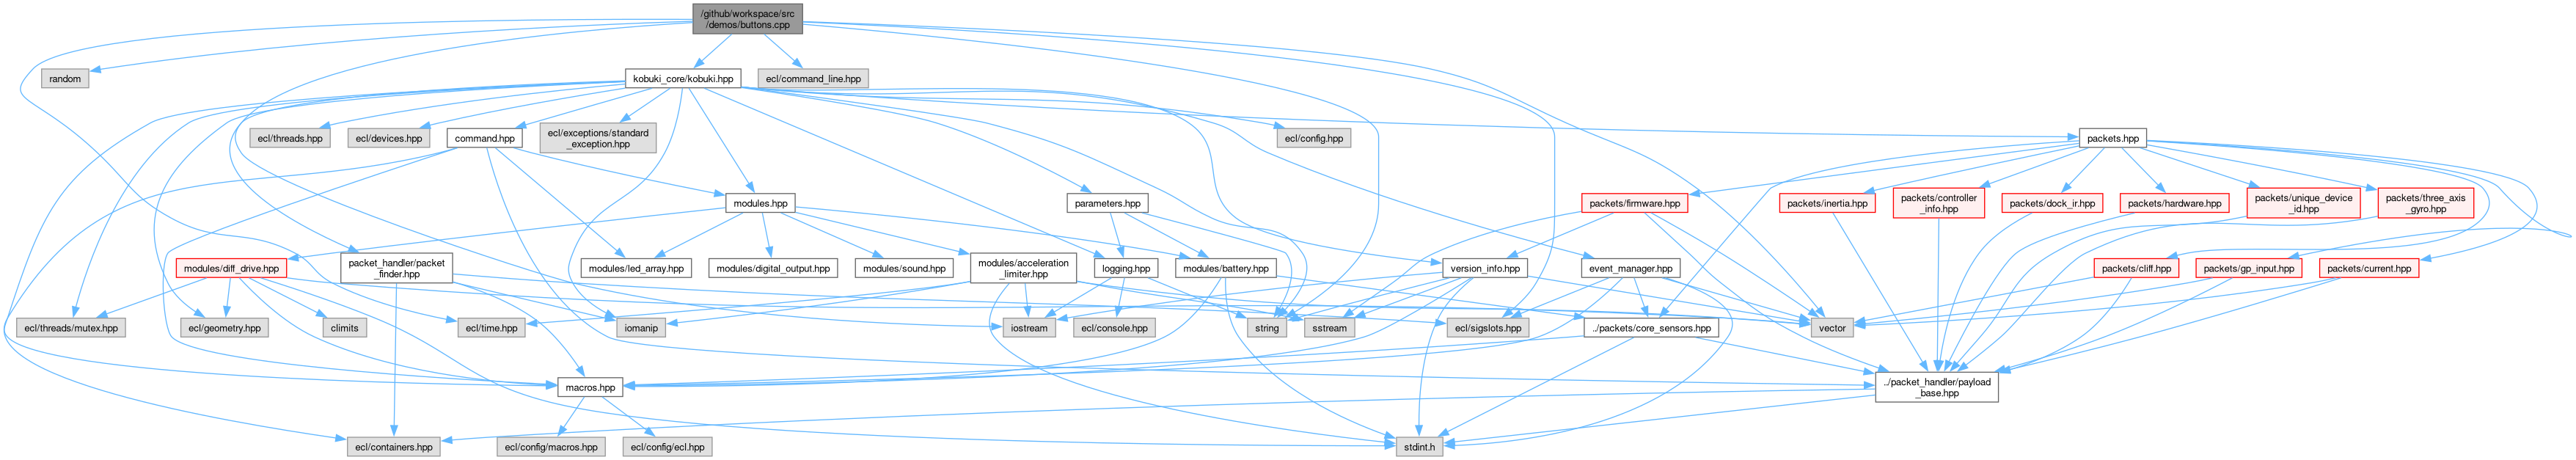 /github/workspace/src
/demos/buttons.cpp
random
kobuki_core/kobuki.hpp
ecl/command_line.hpp
ecl/threads.hpp
ecl/devices.hpp
command.hpp
ecl/exceptions/standard
_exception.hpp
ecl/config.hpp
packets.hpp
modules.hpp
parameters.hpp
packets/firmware.hpp
packets/inertia.hpp
packets/controller
_info.hpp
packets/dock_ir.hpp
packets/hardware.hpp
packets/unique_device
_id.hpp
packets/three_axis
_gyro.hpp
modules/diff_drive.hpp
packet_handler/packet
_finder.hpp
modules/led_array.hpp
modules/digital_output.hpp
modules/sound.hpp
modules/acceleration
_limiter.hpp
logging.hpp
modules/battery.hpp
version_info.hpp
event_manager.hpp
packets/cliff.hpp
packets/gp_input.hpp
packets/current.hpp
ecl/threads/mutex.hpp
ecl/geometry.hpp
climits
ecl/time.hpp
iomanip
iostream
ecl/console.hpp
string
sstream
ecl/sigslots.hpp
../packets/core_sensors.hpp
vector
macros.hpp
../packet_handler/payload
_base.hpp
ecl/containers.hpp
ecl/config/macros.hpp
ecl/config/ecl.hpp
stdint.h